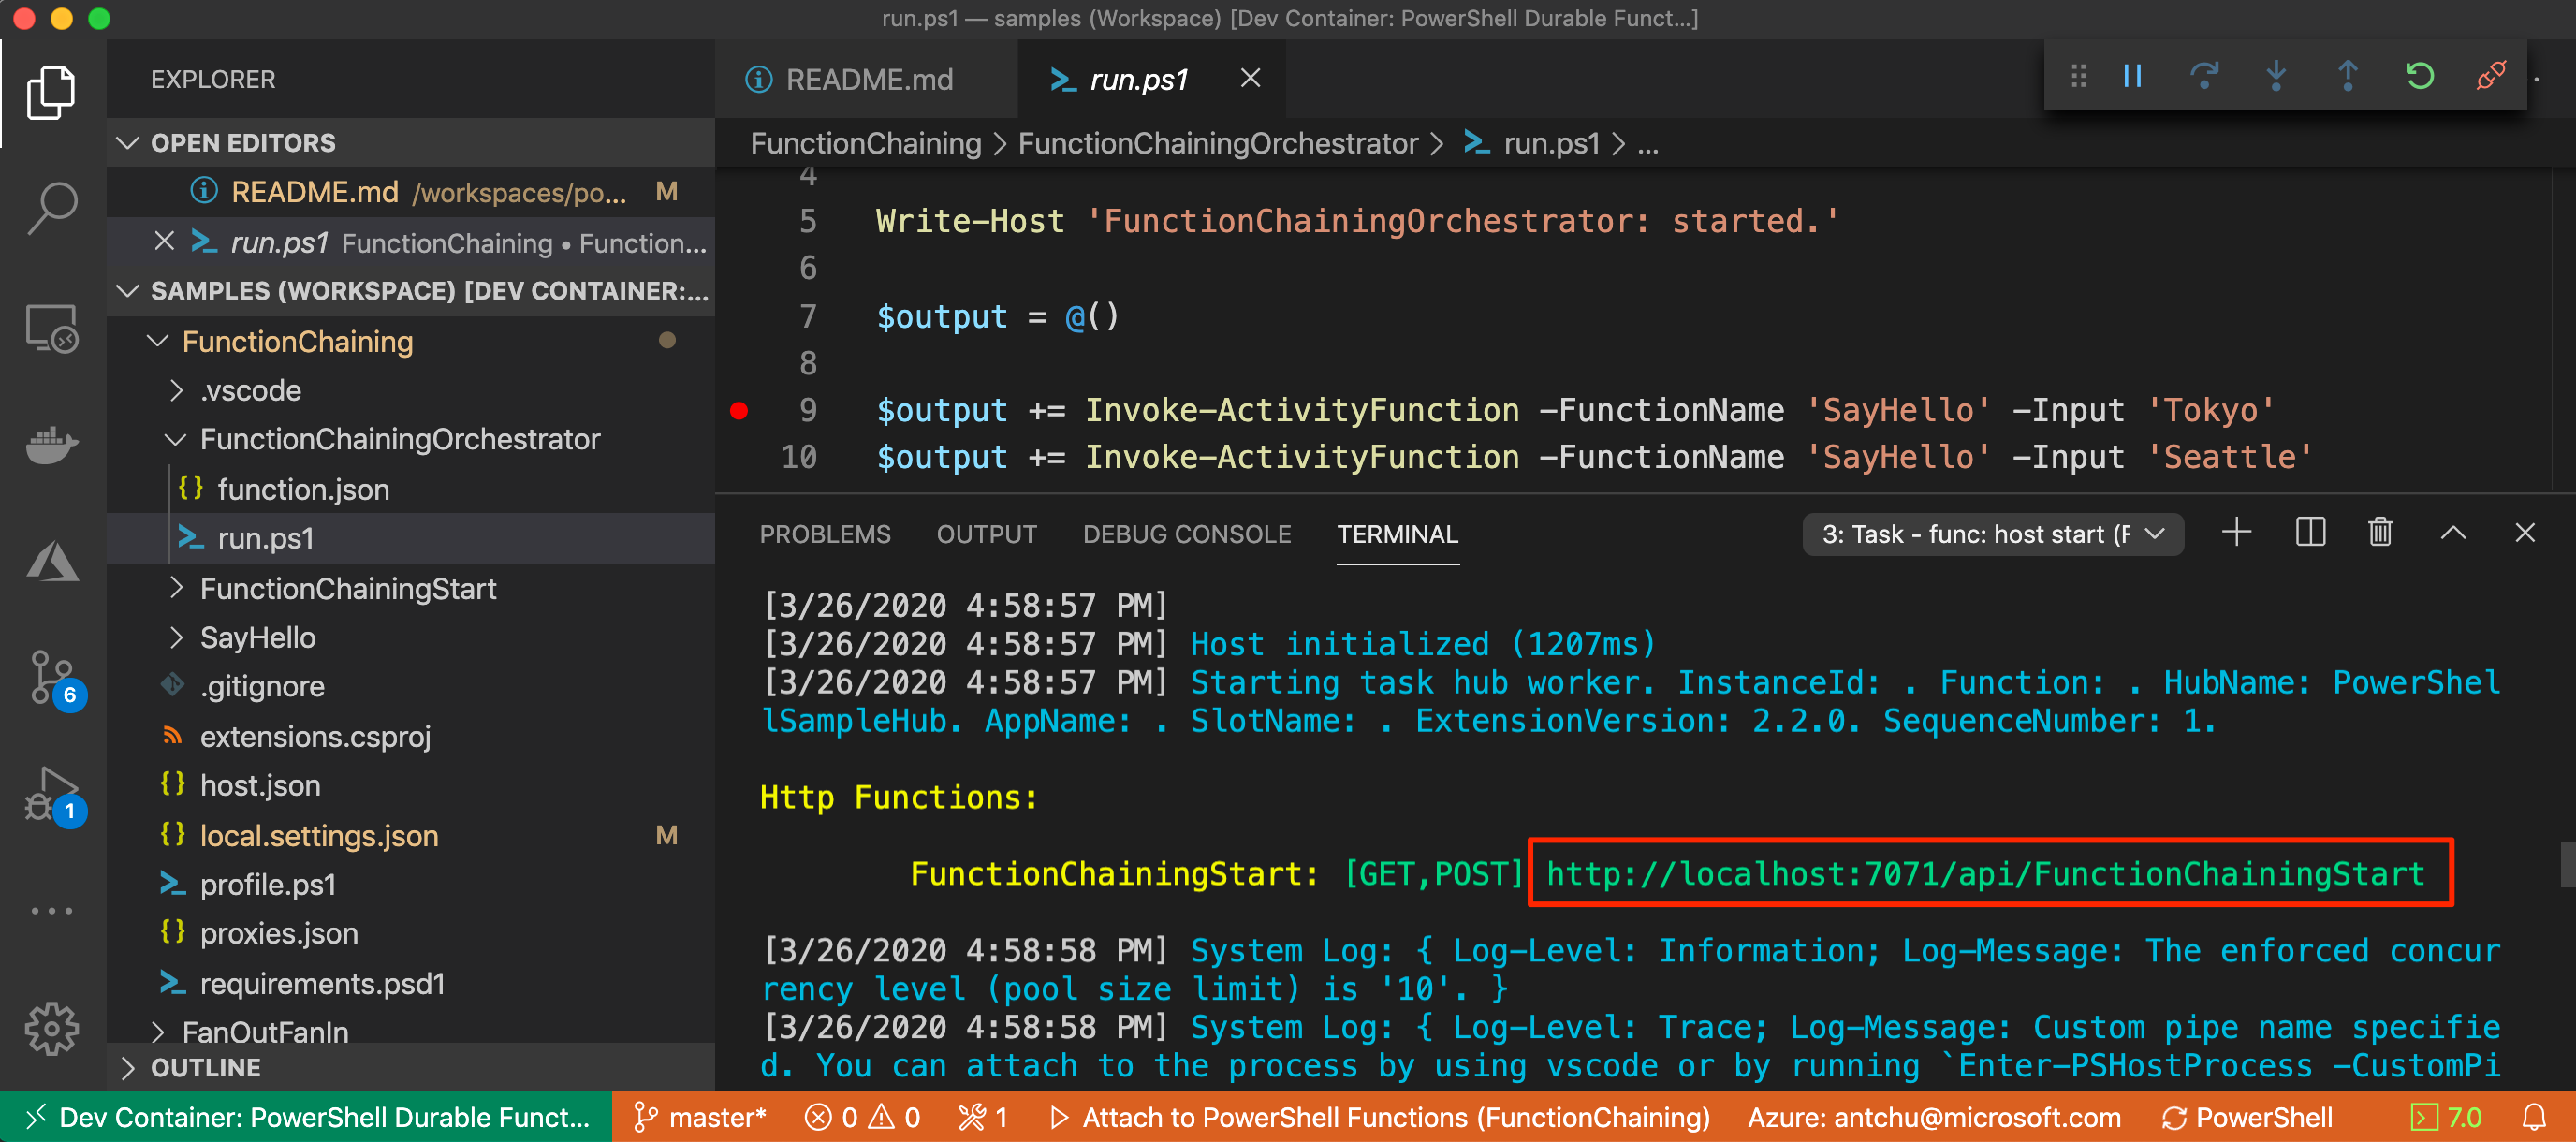 run.ps1 — samples (Workspace) [Dev Container: PowerShell Durable Funct...]
EXPLORER
OPEN EDITORS
README.md /workspaces/po... M
run.ps1 FunctionChaining • Function...
SAMPLES (WORKSPACE) [DEV CONTAINER:...
FunctionChaining
.vscode
FunctionChainingOrchestrator
{} function.json
run.ps1
FunctionChainingStart
SayHello
.gitignore
extensions.csproj
{} host.json
{} local.settings.json M
profile.ps1
{} proxies.json
requirements.psd1
FanOutFanIn
OUTLINE
6
1
README.md
run.ps1
FunctionChaining > FunctionChainingOrchestrator > run.ps1 > ...
4
5 Write-Host 'FunctionChainingOrchestrator: started.'
6
7 $output = @()
8
9 $output += Invoke-ActivityFunction -FunctionName 'SayHello' -Input 'Tokyo'
10 $output += Invoke-ActivityFunction -FunctionName 'SayHello' -Input 'Seattle'
PROBLEMS OUTPUT DEBUG CONSOLE TERMINAL 3: Task - func: host start (F
[3/26/2020 4:58:57 PM]
[3/26/2020 4:58:57 PM] Host initialized (1207ms)
[3/26/2020 4:58:57 PM] Starting task hub worker. InstanceId: . Function: . HubName: PowerShel
lSampleHub. AppName: . SlotName: . ExtensionVersion: 2.2.0. SequenceNumber: 1.
Http Functions:
FunctionChainingStart: [GET,POST] http://localhost:7071/api/FunctionChainingStart
[3/26/2020 4:58:58 PM] System Log: { Log-Level: Information; Log-Message: The enforced concur
rency level (pool size limit) is '10'. }
[3/26/2020 4:58:58 PM] System Log: { Log-Level: Trace; Log-Message: Custom pipe name specifie
d. You can attach to the process by using vscode or by running `Enter-PSHostProcess -CustomPi
Dev Container: PowerShell Durable Funct... master* 0 0 1 Attach to PowerShell Functions (FunctionChaining) Azure: antchu@microsoft.com PowerShell 7.0